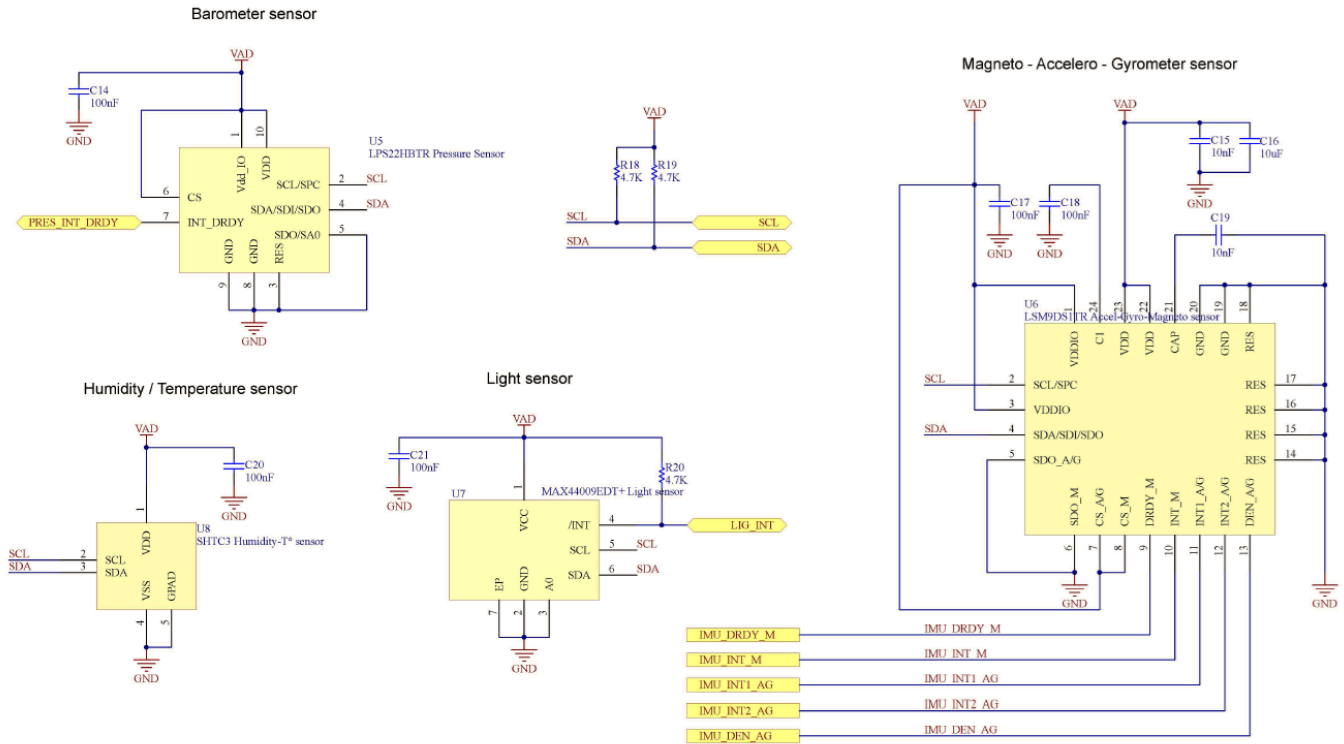 Barometer sensor
VAD
C14
100nF
GND
1
10
Vdd_IO
VDD
U5
LPS22HBTR Pressure Sensor
6
CS
SCL/SPC
2
SCL
PRES_INT_DRDY
7
INT_DRDY
SDA/SDI/SDO
4
SDA
SDO/SA0
5
GND
GND
RES
9
8
3
GND
VAD
R18
4.7K
R19
4.7K
SCL
SCL
SDA
SDA
Magneto - Accelero - Gyrometer sensor
VAD
VAD
C15
10nF
C16
10uF
GND
C17
100nF
C18
100nF
GND
GND
C19
10nF
U6
LSM9DS1TR Accel-Gyro-Magneto sensor
1
24
23
22
21
20
19
18
VDDIO
C1
VDD
VDD
CAP
GND
GND
RES
SCL
2
SCL/SPC
RES
17
3
VDDIO
RES
16
SDA
4
SDA/SDI/SDO
RES
15
5
SDO_A/G
RES
14
SDO_M
CS_A/G
CS_M
DRDY_M
INT_M
INT1_A/G
INT2_A/G
DEN_A/G
6
7
8
9
10
11
12
13
GND
GND
IMU_DRDY_M
IMU_DRDY_M
IMU_INT_M
IMU_INT_M
IMU_INT1_AG
IMU_INT1_AG
IMU_INT2_AG
IMU_INT2_AG
IMU_DEN_AG
IMU_DEN_AG
Humidity / Temperature sensor
VAD
C20
100nF
GND
1
U8
SHTC3 Humidity-T° sensor
VDD
SCL
2
SCL
SDA
3
SDA
VSS
GPAD
4
5
GND
Light sensor
VAD
C21
100nF
GND
R20
4.7K
1
U7
MAX44009EDT+ Light sensor
VCC
/INT
4
LIG_INT
SCL
5
SCL
SDA
6
SDA
EP
GND
A0
7
2
3
GND